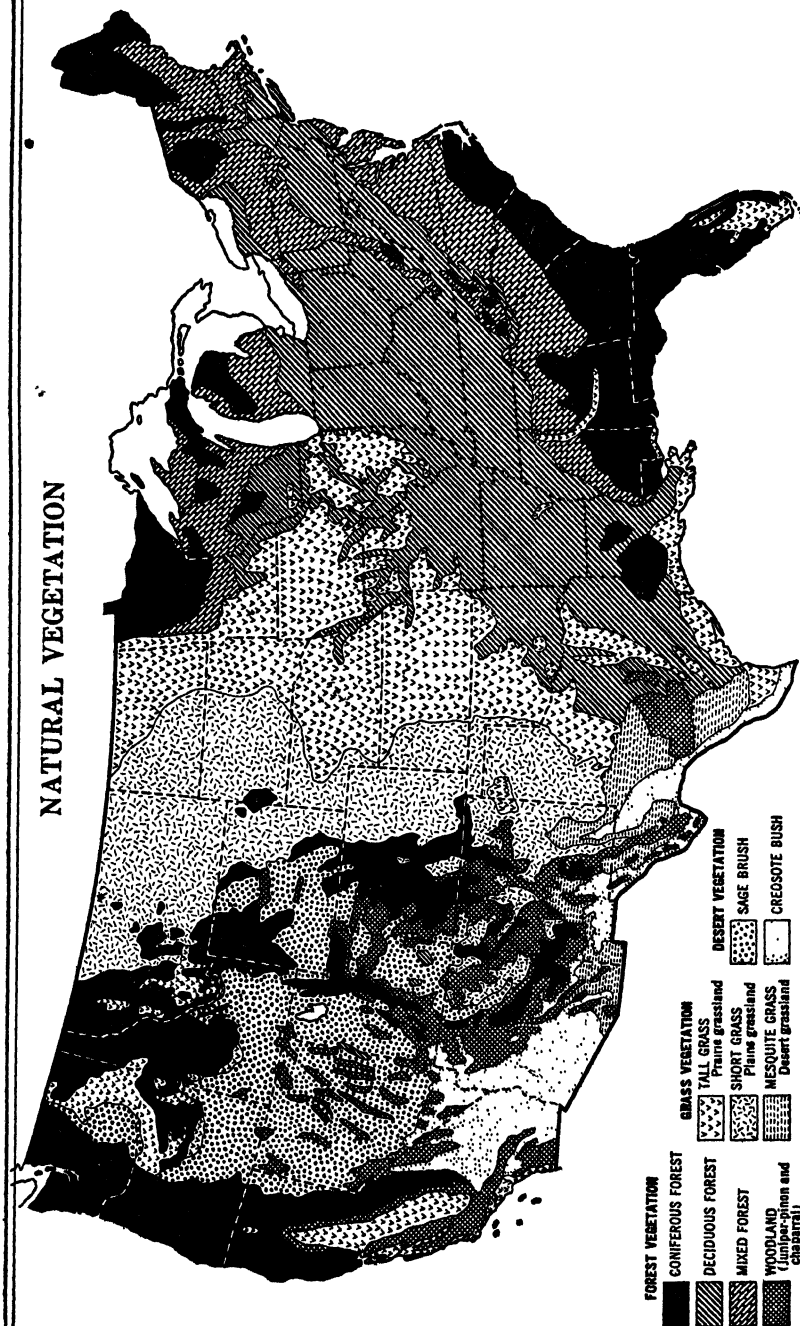 NATURAL VEGETATION
FOREST VEGETATION
CONIFEROUS FOREST
DECIDUOUS FOREST
MIXED FOREST
WOODLAND
(juniper-pinon and
chaparral)
GRASS VEGETATION
TALL GRASS
Prairie grassland
SHORT GRASS
Plains grassland
MESQUITE GRASS
Desert grassland
DESERT VEGETATION
SAGE BRUSH
CREOSOTE BUSH